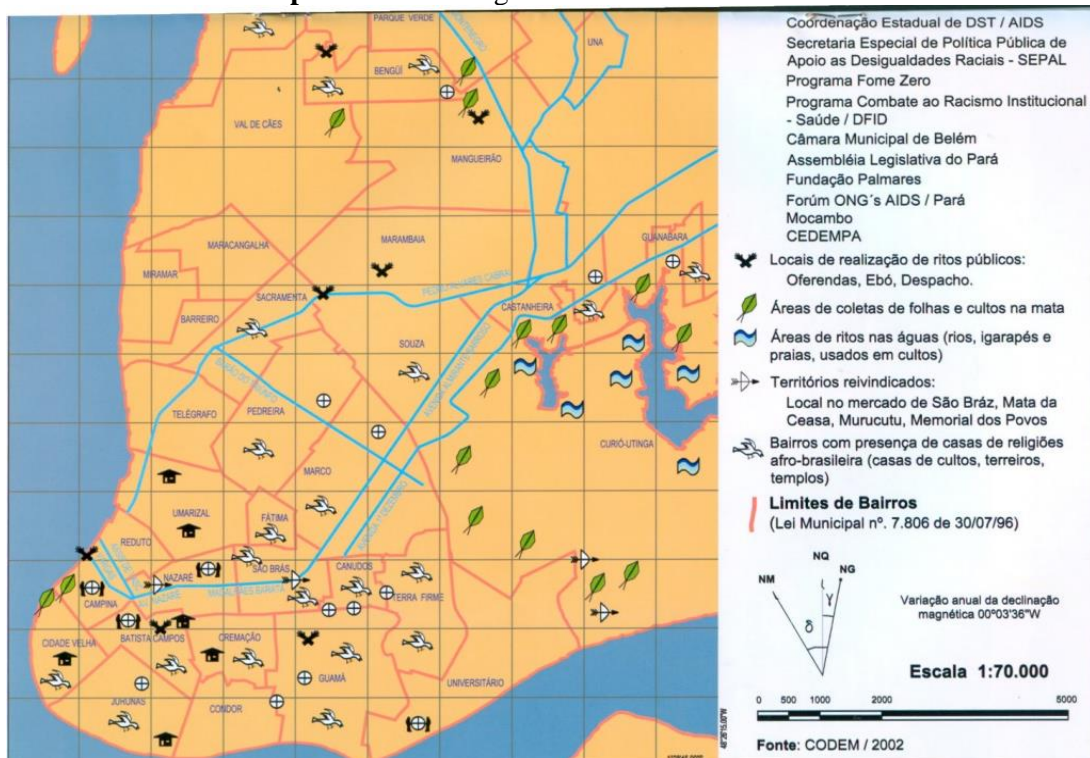 PARQUE VERDE
UNA
BENGÜÍ
VAL DE CÃES
MANGUEIRÃO
MARACANGALHA
MARAMBAIA
GUANABARA
MIRAMAR
SACRAMENTA
CASTANHEIRA
BARREIRO
SOUZA
TELÉGRAFO
PEDREIRA
CURIÓ-UTINGA
MARCO
UMARIZAL
FÁTIMA
REDUTO
NAZARÉ
SÃO BRÁS
CANUDOS
CAMPINA
AV. NAZARÉ
MAGALHÃES BARATA
TERRA FIRME
CIDADE VELHA
BATISTA CAMPOS
CREMAÇÃO
GUAMÁ
UNIVERSITÁRIO
JURUNAS
CONDOR
Coordenação Estadual de DST / AIDS
Secretaria Especial de Política Pública de
Apoio as Desigualdades Raciais - SEPAL
Programa Fome Zero
Programa Combate ao Racismo Institucional
- Saúde / DFID
Câmara Municipal de Belém
Assembléia Legislativa do Pará
Fundação Palmares
Forúm ONG´s AIDS / Pará
Mocambo
CEDEMPA
Locais de realização de ritos públicos:
Oferendas, Ebó, Despacho.
Áreas de coletas de folhas e cultos na mata
Áreas de ritos nas águas (rios, igarapés e
praias, usados em cultos)
Territórios reivindicados:
Local no mercado de São Bráz, Mata da
Ceasa, Murucutu, Memorial dos Povos
Bairros com presença de casas de religiões
afro-brasileira (casas de cultos, terreiros,
templos)
Limites de Bairros
(Lei Municipal nº. 7.806 de 30/07/96)
NQ
NM
NG
δ
γ
Variação anual da declinação
magnética 00º03'36"W
Escala 1:70.000
0 500 1000 2000 5000
Fonte: CODEM / 2002